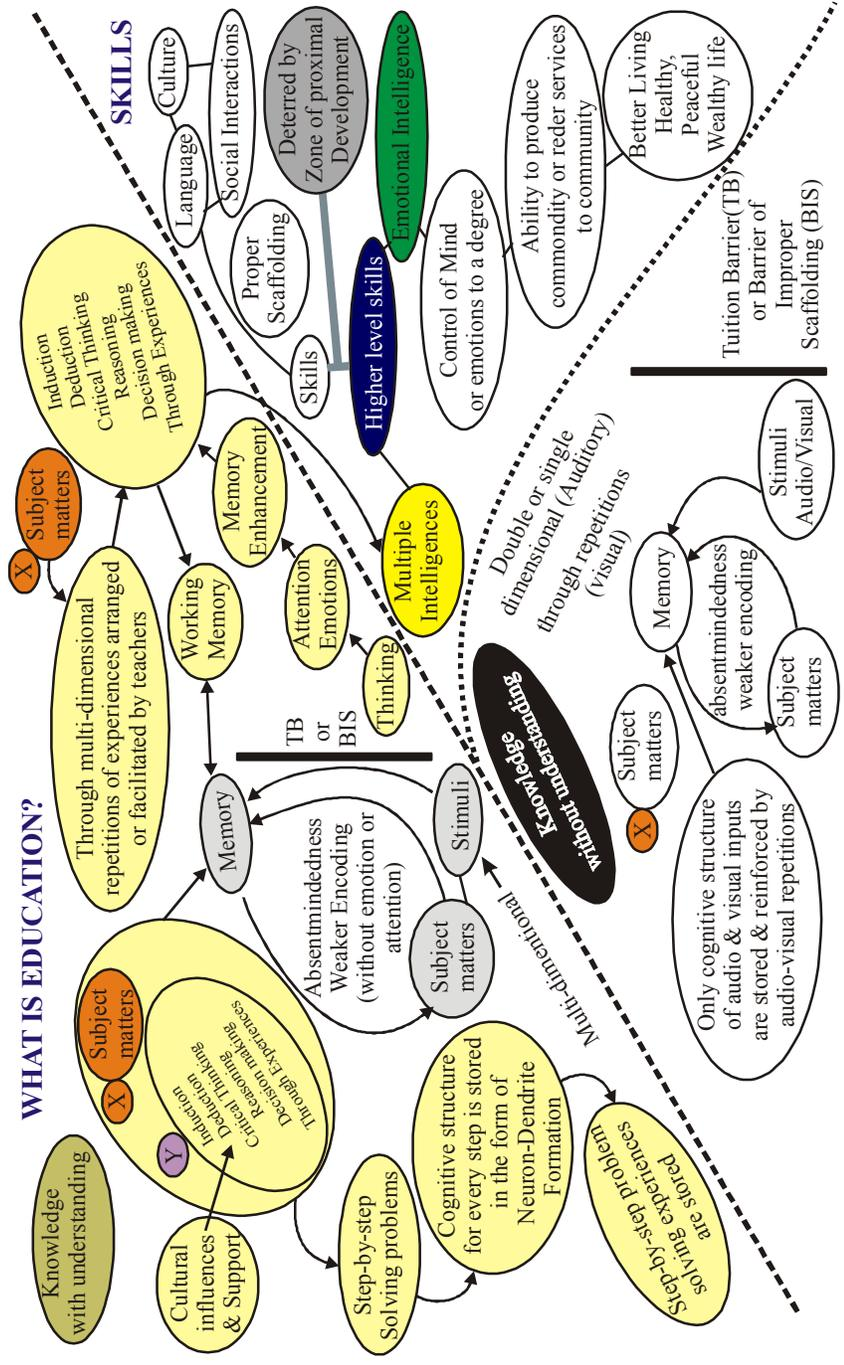 WHAT IS EDUCATION?
Knowledge
with understanding
Cultural
influences
& Support
Y
X
Subject
matters
Induction
Deduction
Critical Thinking
Reasoning
Decision making
Through Experiences
Step-by-step
Solving problems
Cognitive structure
for every step is stored
in the form of
Neuron-Dendrite
Formation
Step-by-step problem
solving experiences
are stored
Through multi-dimensional
repetitions of experiences arranged
or facilitated by teachers
X
Subject
matters
Induction
Deduction
Critical Thinking
Reasoning
Decision making
Through Experiences
Memory
Working
Memory
Memory
Enhancement
Attention
Emotions
Thinking
TB
or
BIS
Absentmindedness
Weaker Encoding
(without emotion or
attention)
Subject
matters
Stimuli
Multi-dimentional
SKILLS
Culture
Language
Social Interactions
Proper
Scaffolding
Skills
Deterred by
Zone of proximal
Development
Higher level skills
Emotional Intelligence
Multiple
Intelligences
Control of Mind
or emotions to a degree
Ability to produce
commondity or reder services
to community
Better Living
Healthy,
Peaceful
Wealthy life
Knowledge
without understanding
Double or single
dimensional (Auditory)
through repetitions
(visual)
X
Subject
matters
Memory
absentmindedness
weaker encoding
Subject
matters
Stimuli
Audio/Visual
Only cognitive structure
of audio & visual inputs
are stored & reinforced by
audio-visual repetitions
Tuition Barrier(TB)
or Barrier of
Improper
Scaffolding (BIS)